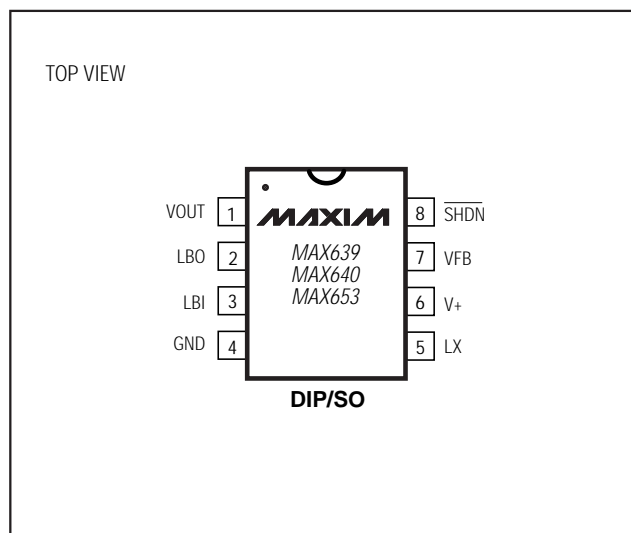 TOP VIEW
VOUT 1 MAXIM 8 SHDN
LBO 2 MAX639 7 VFB
MAX640
LBI 3 MAX653 6 V+
GND 4 5 LX
DIP/SO